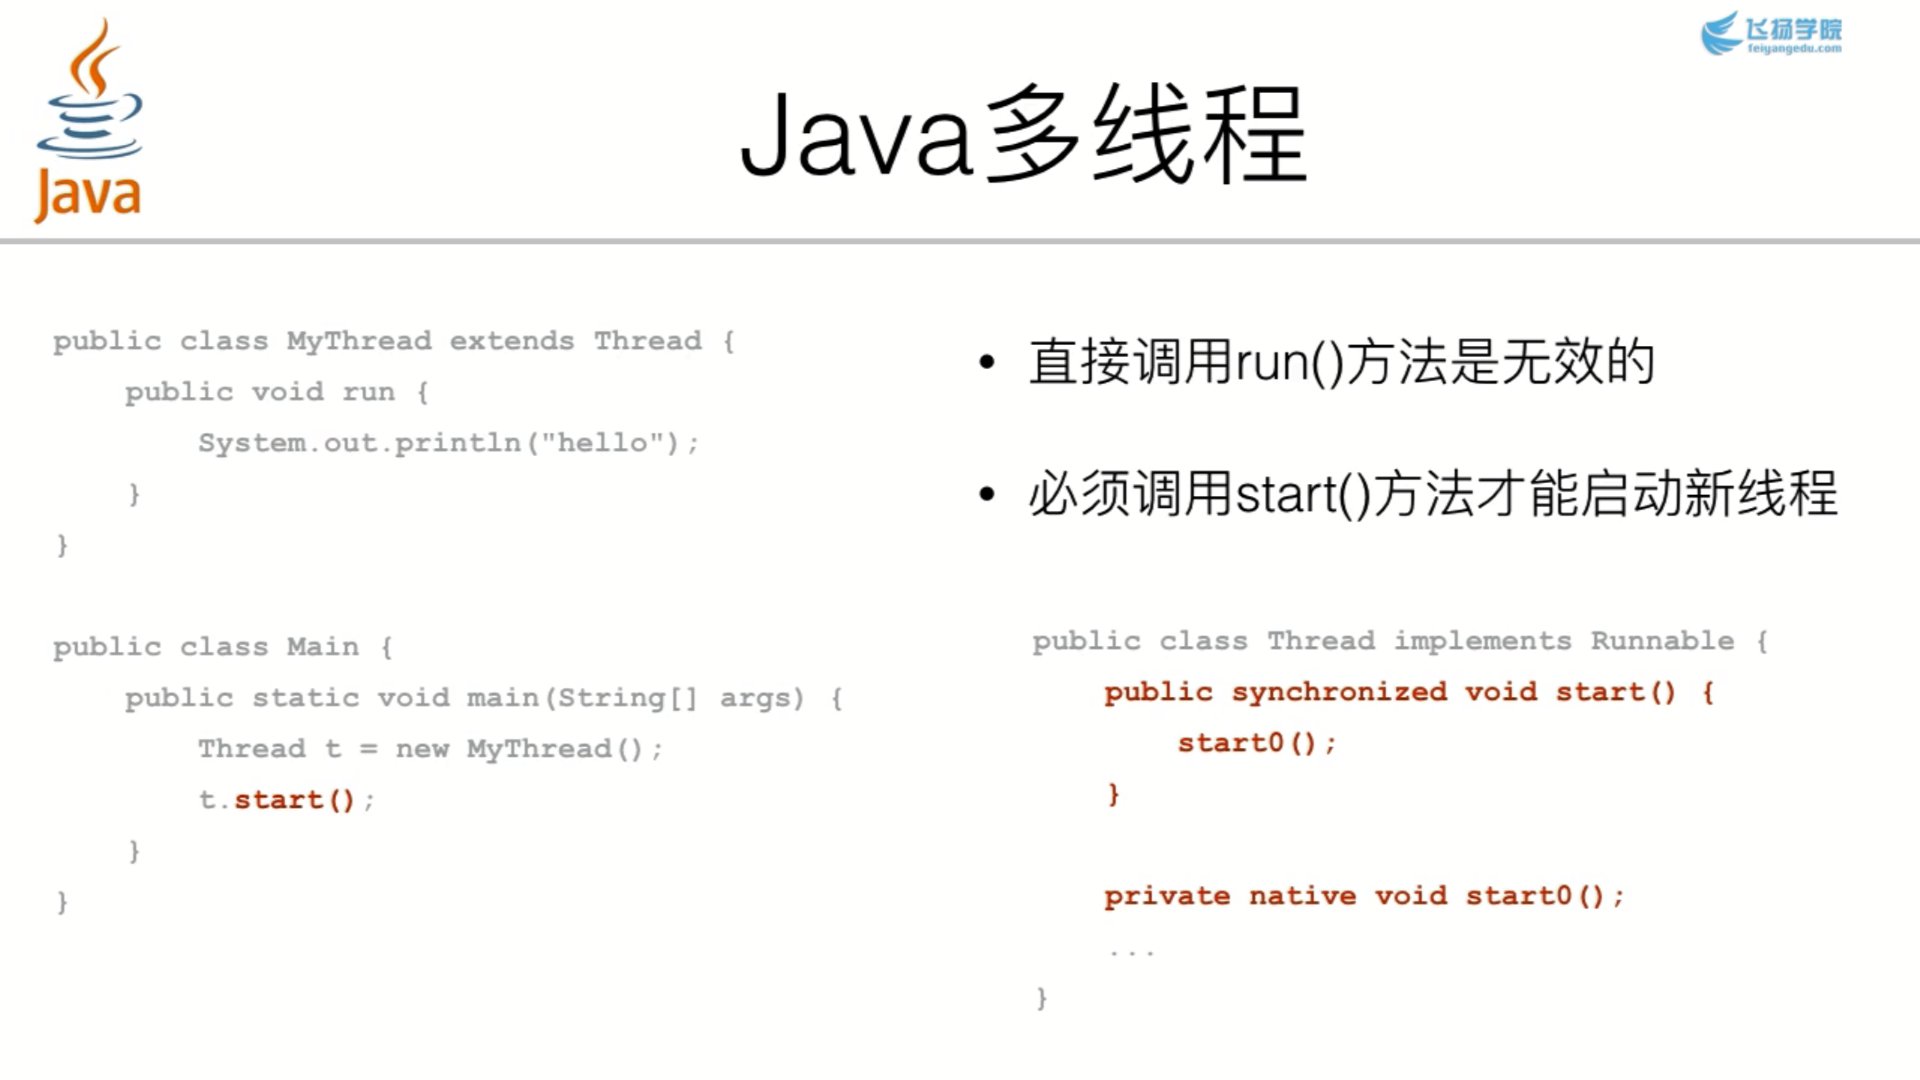 Java
飞扬学院
feiyangedu.com
Java多线程
public class MyThread extends Thread {
    public void run {
        System.out.println("hello");
    }
}
public class Main {
    public static void main(String[] args) {
        Thread t = new MyThread();
        t.start();
    }
}
• 直接调用run()方法是无效的
• 必须调用start()方法才能启动新线程
public class Thread implements Runnable {
    public synchronized void start() {
        start0();
    }
    private native void start0();
    ...
}